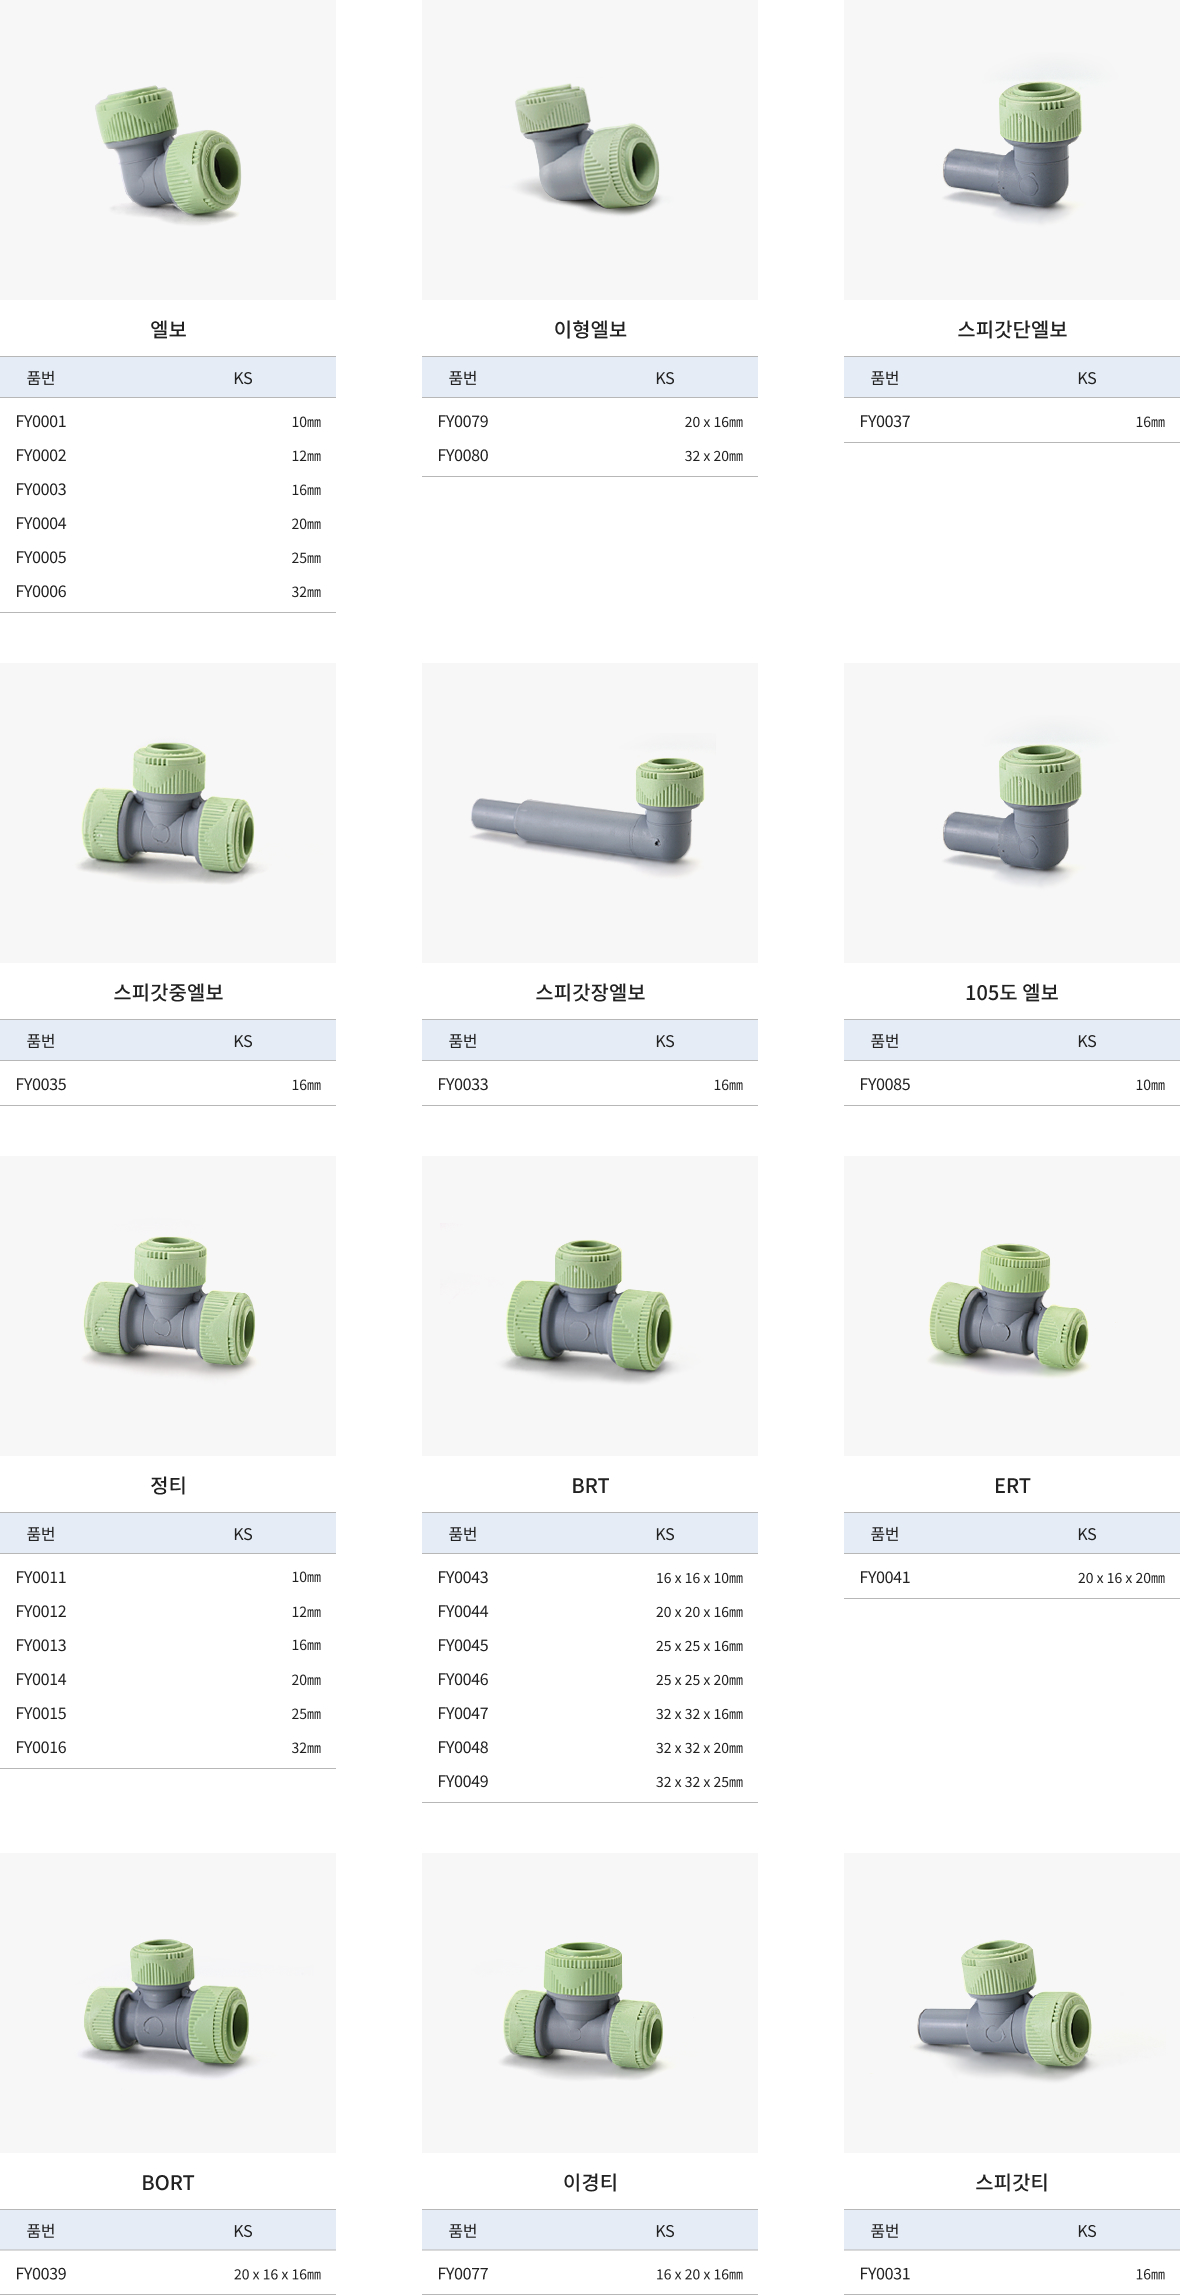 엘보
품번 KS
FY0001 10㎜
FY0002 12㎜
FY0003 16㎜
FY0004 20㎜
FY0005 25㎜
FY0006 32㎜
이형엘보
품번 KS
FY0079 20 x 16㎜
FY0080 32 x 20㎜
스피갓단엘보
품번 KS
FY0037 16㎜
스피갓중엘보
품번 KS
FY0035 16㎜
스피갓장엘보
품번 KS
FY0033 16㎜
105도 엘보
품번 KS
FY0085 10㎜
정티
품번 KS
FY0011 10㎜
FY0012 12㎜
FY0013 16㎜
FY0014 20㎜
FY0015 25㎜
FY0016 32㎜
BRT
품번 KS
FY0043 16 x 16 x 10㎜
FY0044 20 x 20 x 16㎜
FY0045 25 x 25 x 16㎜
FY0046 25 x 25 x 20㎜
FY0047 32 x 32 x 16㎜
FY0048 32 x 32 x 20㎜
FY0049 32 x 32 x 25㎜
ERT
품번 KS
FY0041 20 x 16 x 20㎜
BORT
품번 KS
FY0039 20 x 16 x 16㎜
이경티
품번 KS
FY0077 16 x 20 x 16㎜
스피갓티
품번 KS
FY0031 16㎜